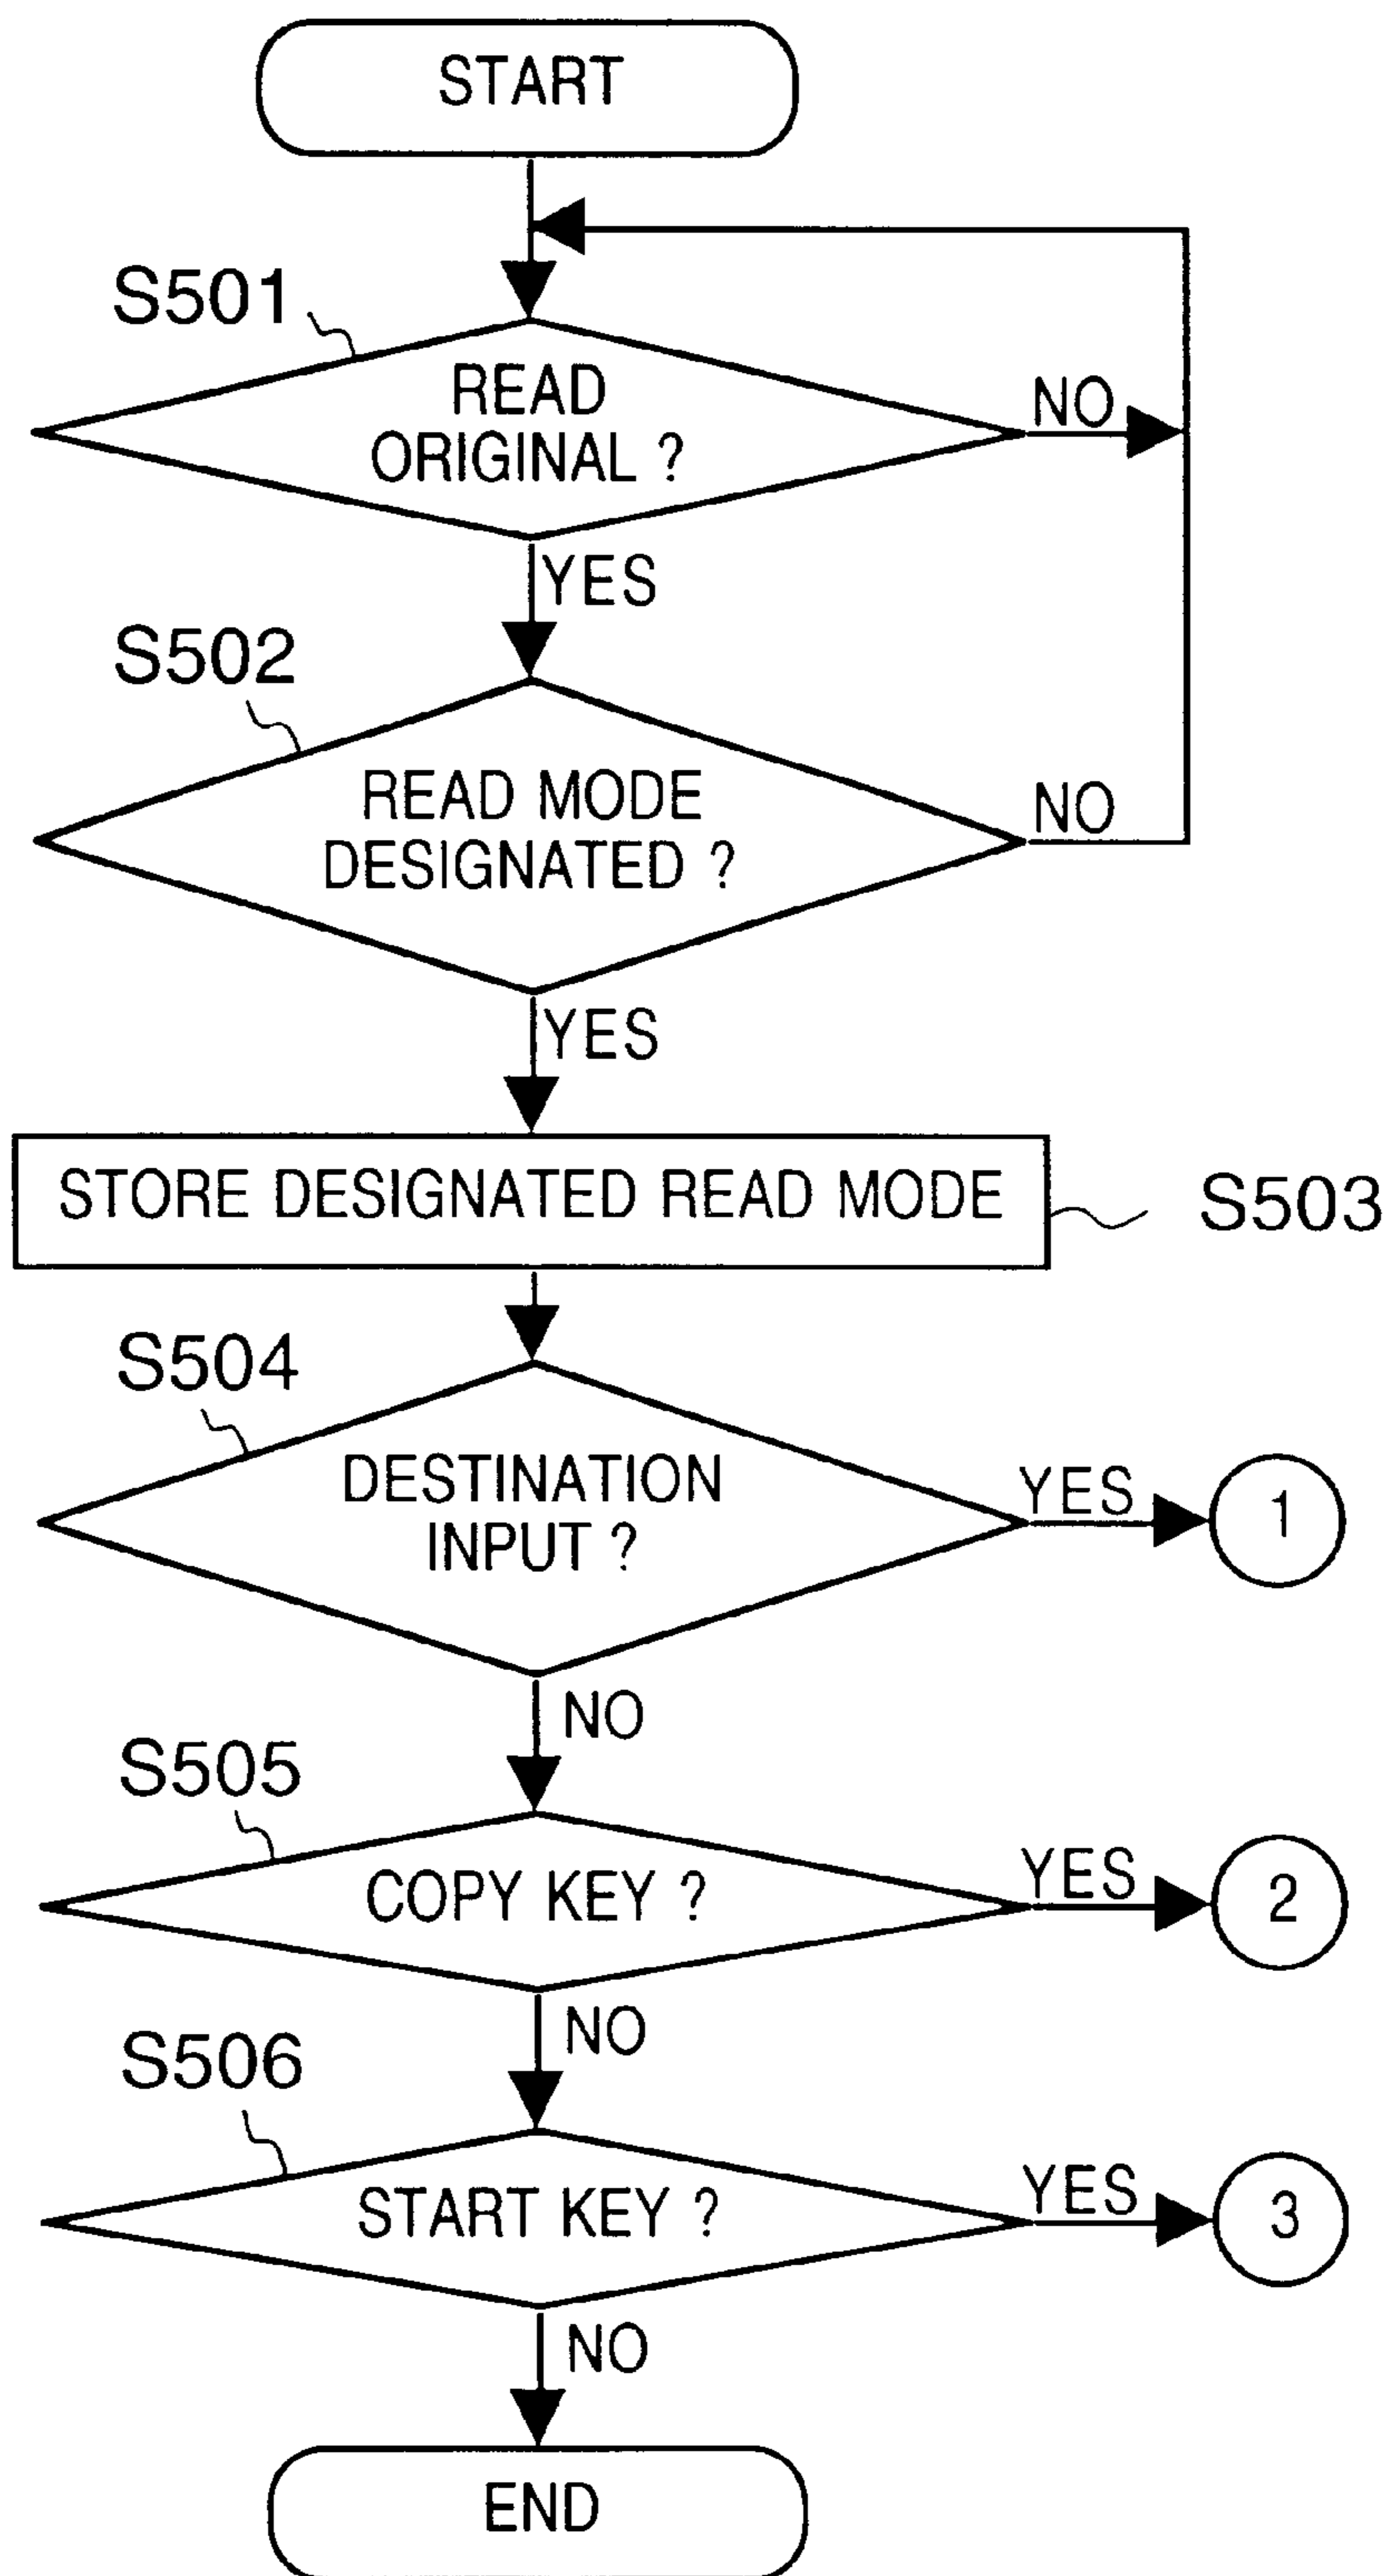 START
S501
READ
ORIGINAL ?
NO
YES
S502
READ MODE
DESIGNATED ?
NO
YES
STORE DESIGNATED READ MODE
S503
S504
DESTINATION
INPUT ?
YES
1
NO
S505
COPY KEY ?
YES
2
NO
S506
START KEY ?
YES
3
NO
END